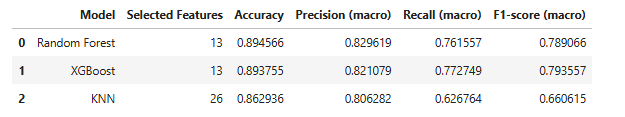 Model Selected Features Accuracy Precision (macro) Recall (macro) F1-score (macro)
0 Random Forest 13 0.894566 0.829619 0.761557 0.789066
1 XGBoost 13 0.893755 0.821079 0.772749 0.793557
2 KNN 26 0.862936 0.806282 0.626764 0.660615